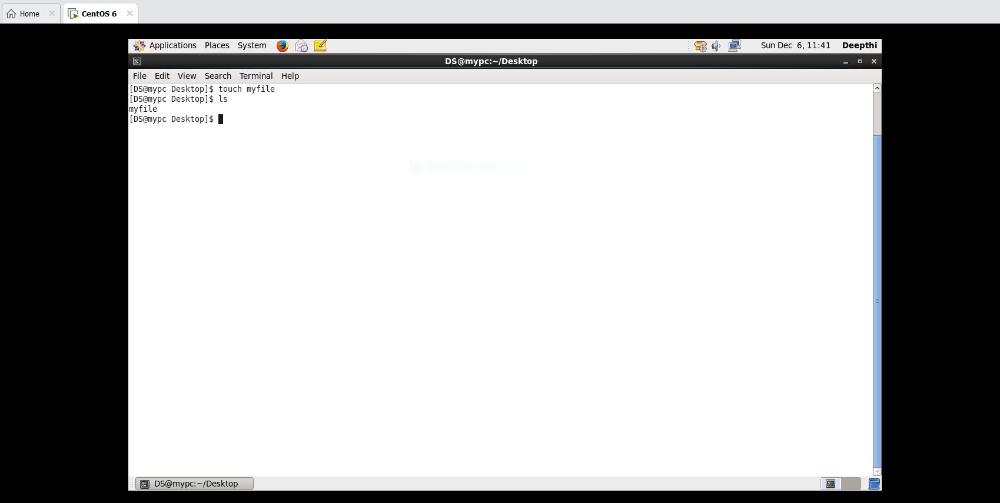 Home
CentOS 6
Applications Places System
Sun Dec 6, 11:41 Deepthi
DS@mypc:~/Desktop
File Edit View Search Terminal Help
[DS@mypc Desktop]$ touch myfile
[DS@mypc Desktop]$ ls
myfile
[DS@mypc Desktop]$
Rectangular Snip
DS@mypc:~/Desktop